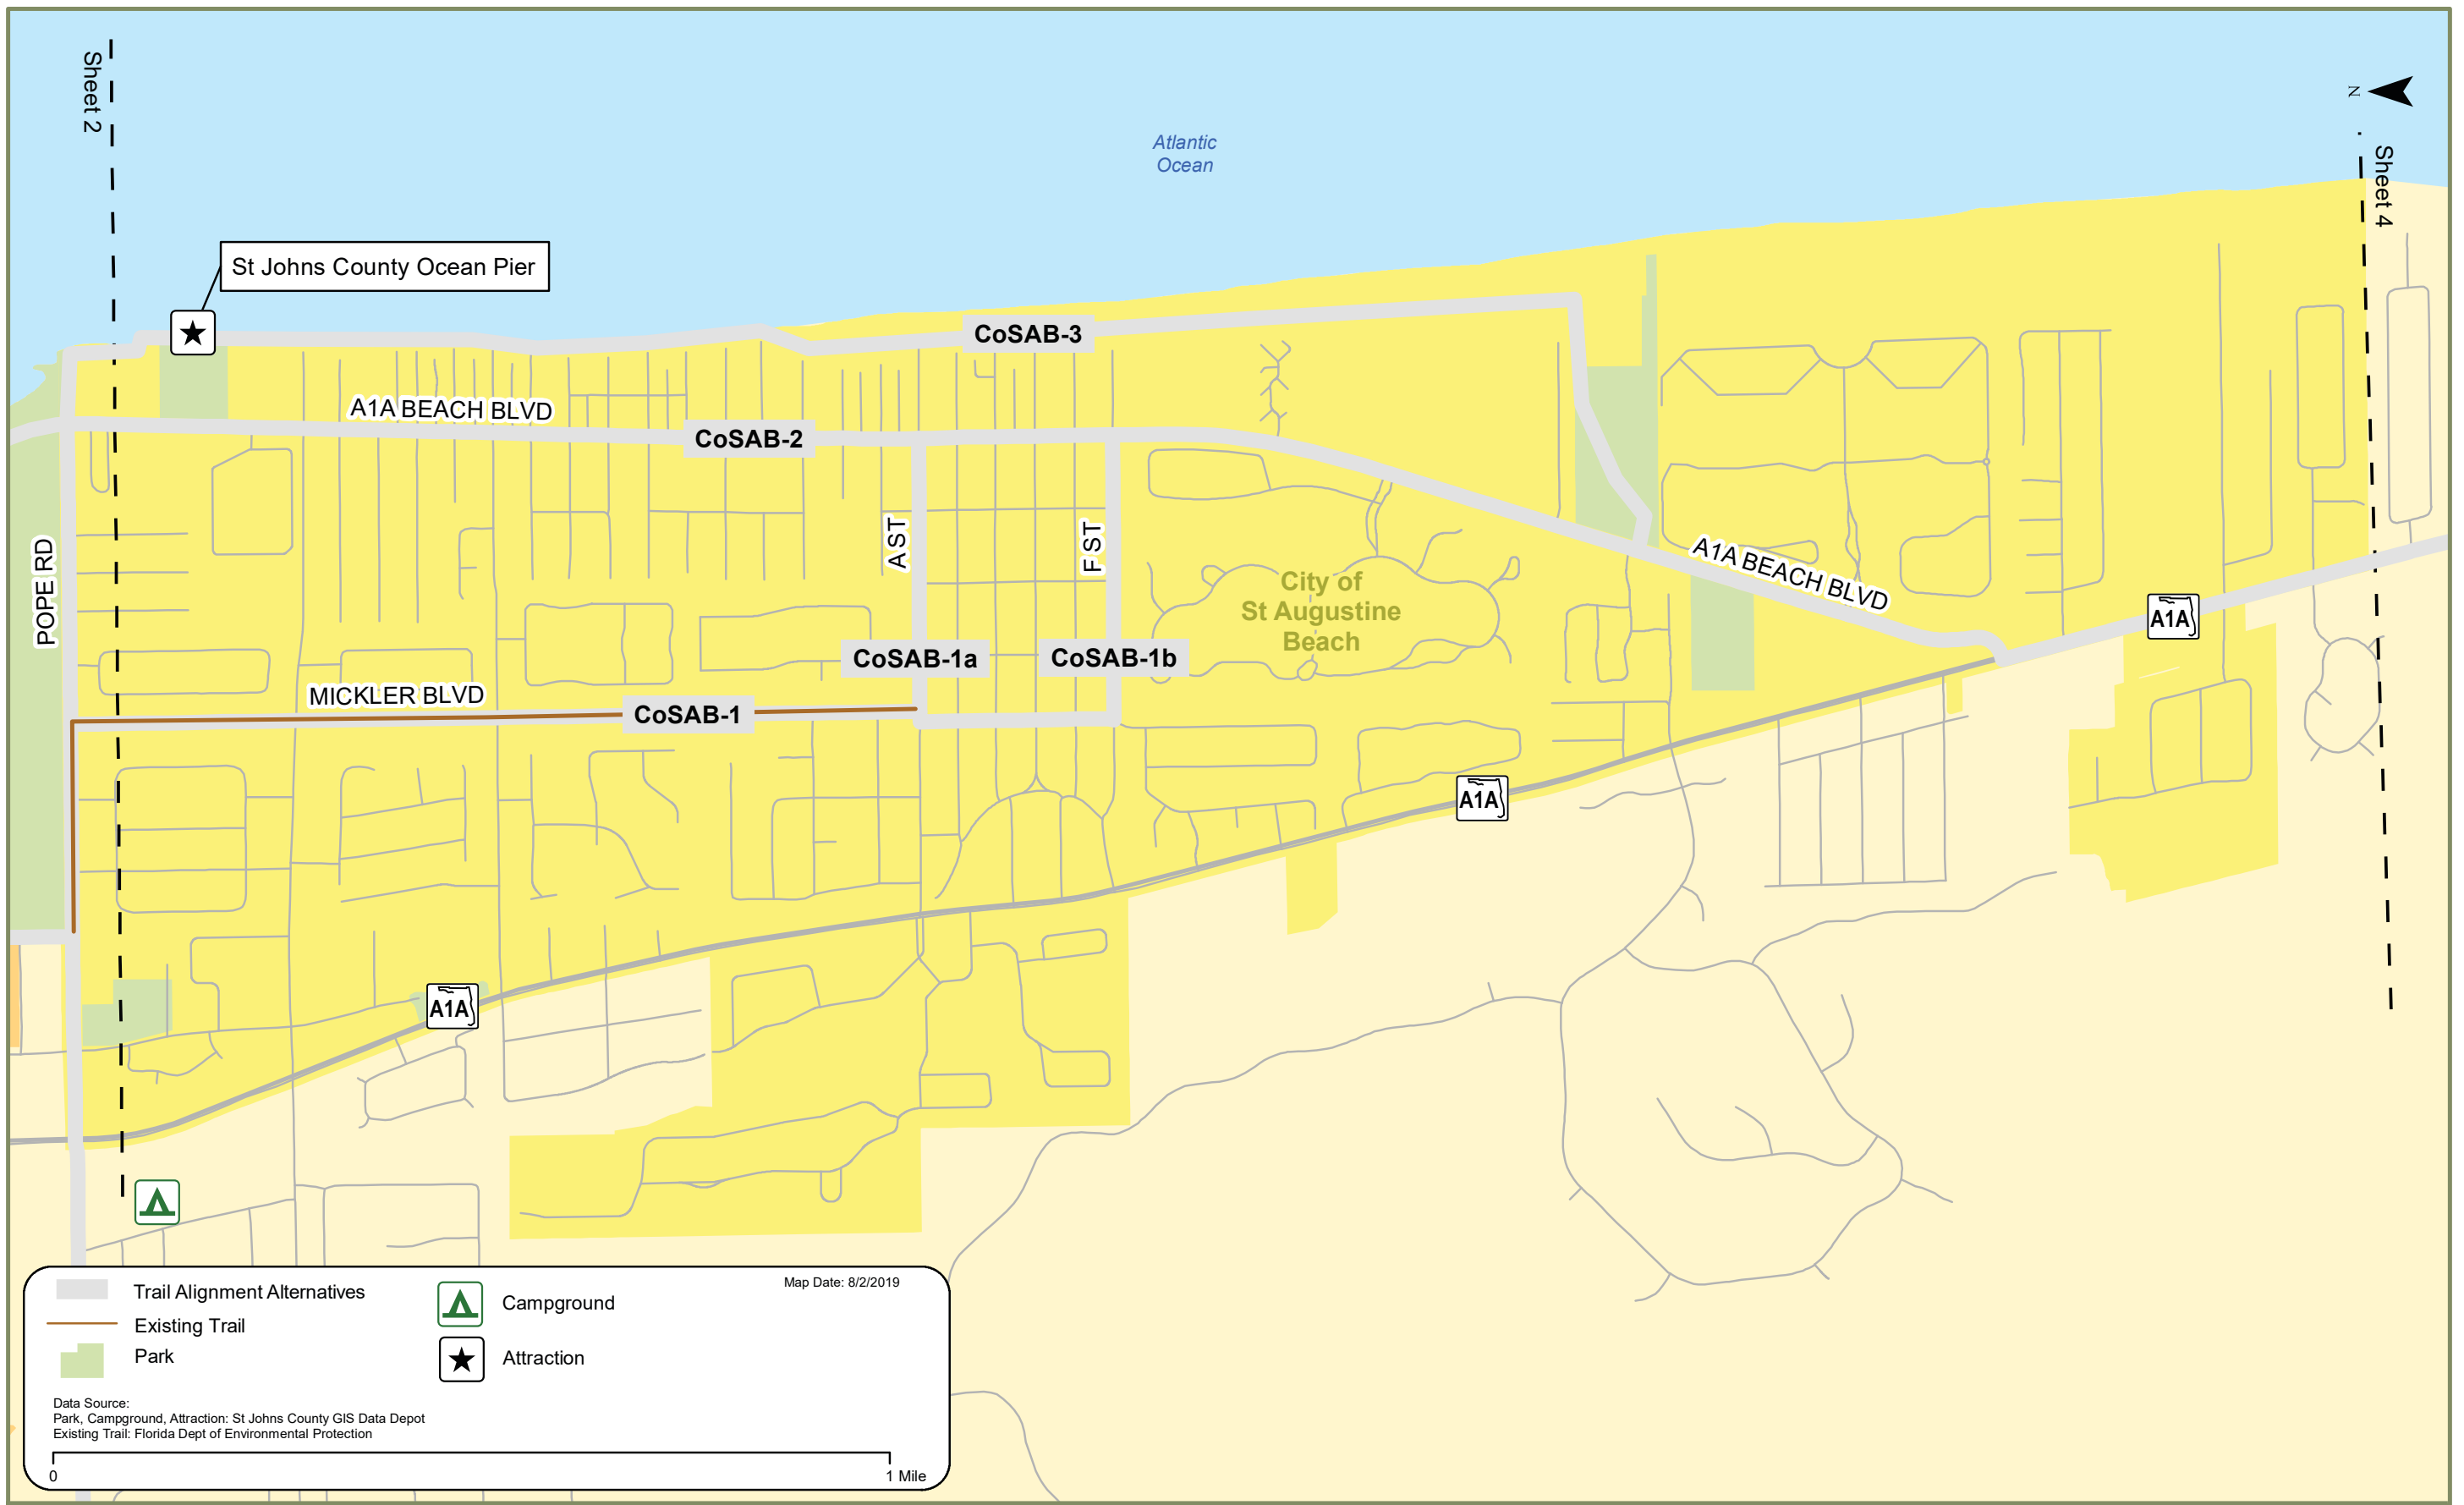 Sheet 2
N
Sheet 4
Atlantic
Ocean
St Johns County Ocean Pier
CoSAB-3
A1A BEACH BLVD
CoSAB-2
POPE RD
A ST
F ST
City of
St Augustine
Beach
A1A BEACH BLVD
A1A
CoSAB-1a
CoSAB-1b
MICKLER BLVD
CoSAB-1
A1A
A1A
Trail Alignment Alternatives
Existing Trail
Park
Campground
Attraction
Map Date: 8/2/2019
Data Source:
Park, Campground, Attraction: St Johns County GIS Data Depot
Existing Trail: Florida Dept of Environmental Protection
0
1 Mile